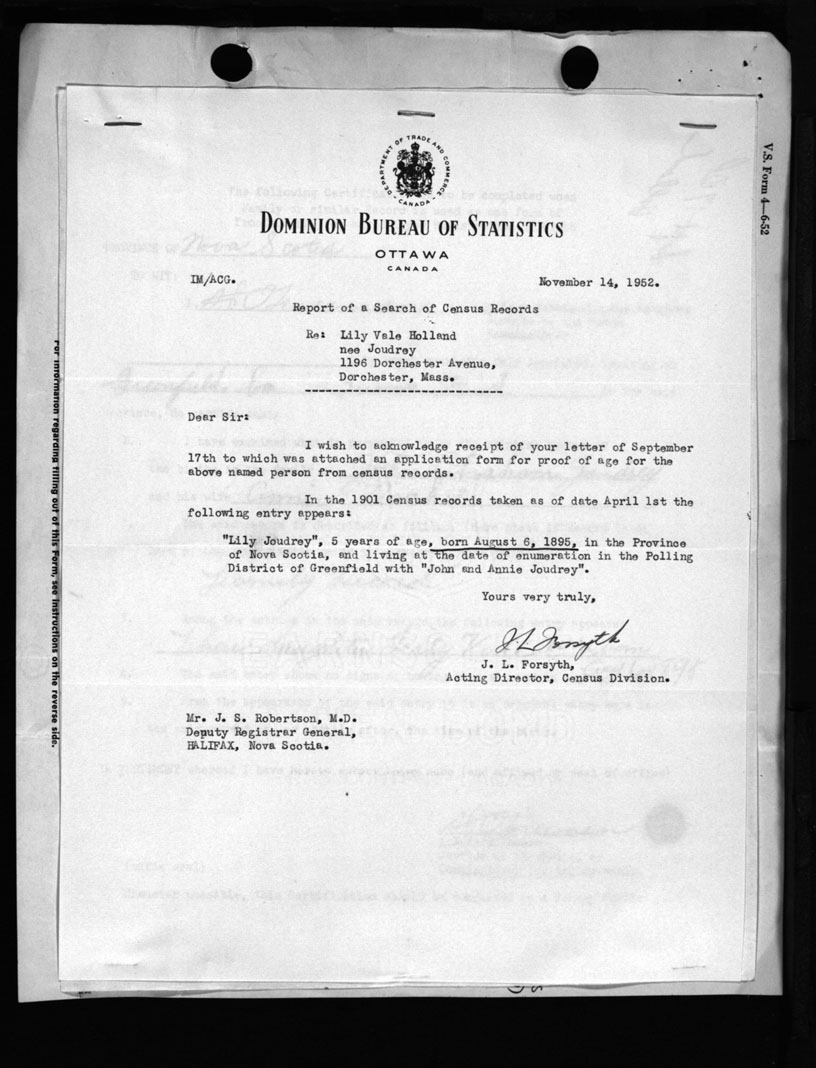 V.S. Form 4—6-52
DEPARTMENT OF TRADE AND COMMERCE
CANADA
DOMINION BUREAU OF STATISTICS
OTTAWA
CANADA
IM/ACG.
November 14, 1952.
Report of a Search of Census Records
Re: Lily Vale Holland
nee Joudrey
1196 Dorchester Avenue,
Dorchester, Mass.
Dear Sir:
I wish to acknowledge receipt of your letter of September
17th to which was attached an application form for proof of age for the
above named person from census records.
In the 1901 Census records taken as of date April 1st the
following entry appears:
"Lily Joudrey", 5 years of age, born August 6, 1895, in the Province
of Nova Scotia, and living at the date of enumeration in the Polling
District of Greenfield with "John and Annie Joudrey".
Yours very truly,
J L Forsyth
J. L. Forsyth,
Acting Director, Census Division.
Mr. J. S. Robertson, M.D.
Deputy Registrar General,
HALIFAX, Nova Scotia.
For information regarding filling out of this Form, see instructions on the reverse side.